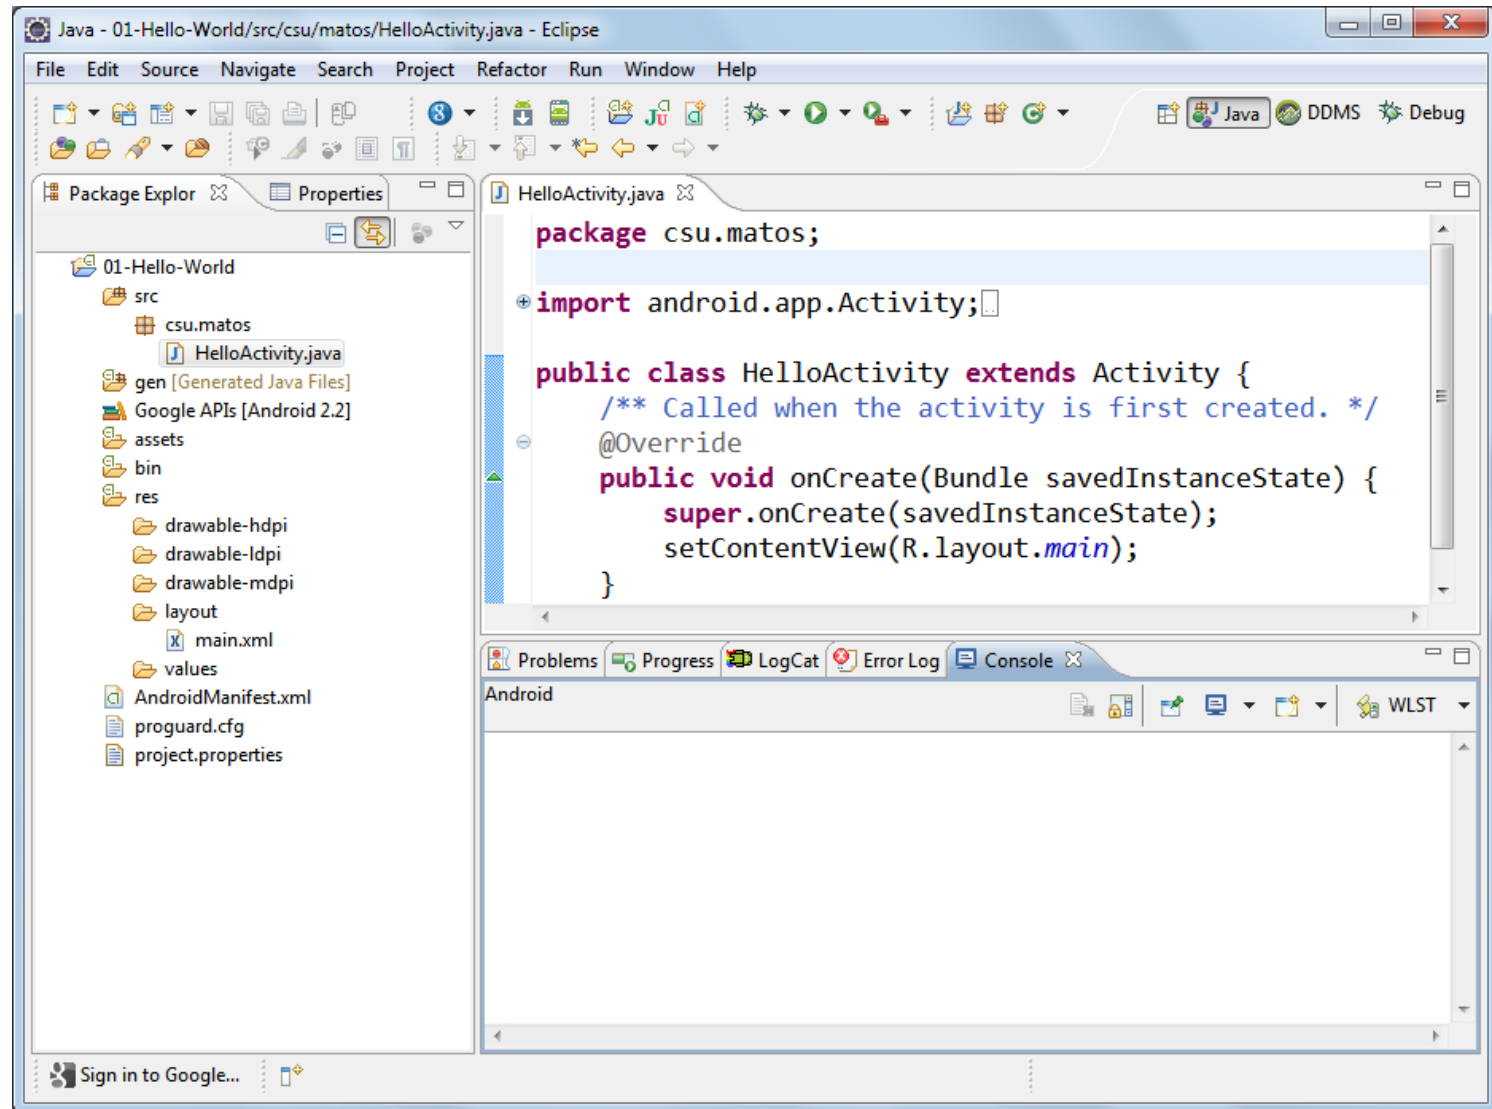 Java - 01-Hello-World/src/csu/matos/HelloActivity.java - Eclipse
File Edit Source Navigate Search Project Refactor Run Window Help
Java DDMS Debug
Package Explor Properties
01-Hello-World
src
csu.matos
HelloActivity.java
gen [Generated Java Files]
Google APIs [Android 2.2]
assets
bin
res
drawable-hdpi
drawable-ldpi
drawable-mdpi
layout
main.xml
values
AndroidManifest.xml
proguard.cfg
project.properties
HelloActivity.java
package csu.matos;
import android.app.Activity;
public class HelloActivity extends Activity {
/** Called when the activity is first created. */
@Override
public void onCreate(Bundle savedInstanceState) {
super.onCreate(savedInstanceState);
setContentView(R.layout.main);
}
Problems Progress LogCat Error Log Console
Android
WLST
Sign in to Google...